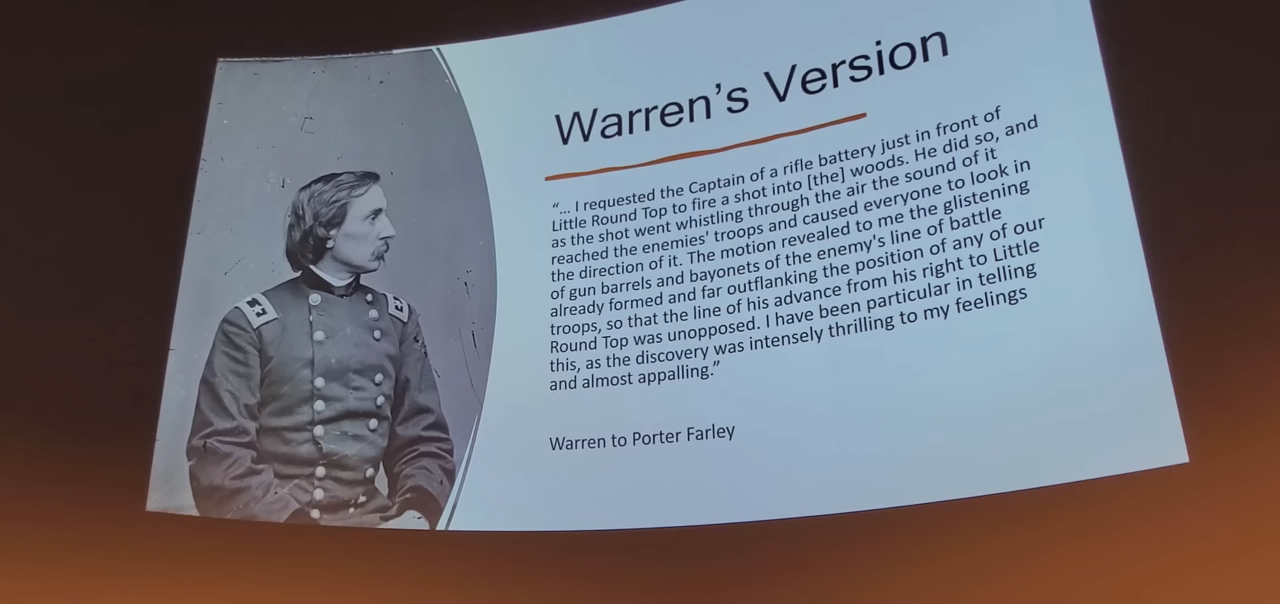 Warren's Version
“... I requested the Captain of a rifle battery just in front of
Little Round Top to fire a shot into [the] woods. He did so, and
as the shot went whistling through the air the sound of it
reached the enemies' troops and caused everyone to look in
the direction of it. The motion revealed to me the glistening
of gun barrels and bayonets of the enemy's line of battle
already formed and far outflanking the position of any of our
troops, so that the line of his advance from his right to Little
Round Top was unopposed. I have been particular in telling
this, as the discovery was intensely thrilling to my feelings
and almost appalling.”
Warren to Porter Farley